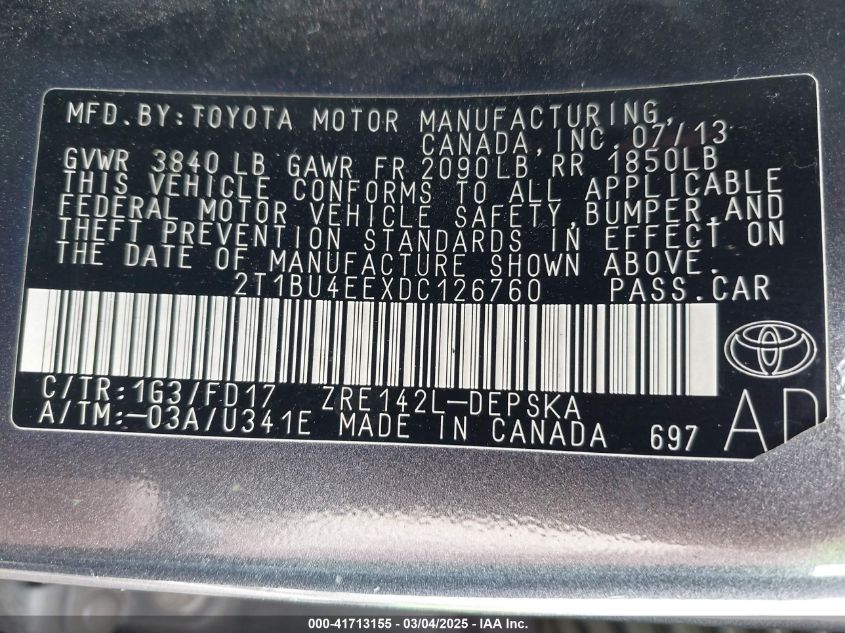 MFD.BY:TOYOTA MOTOR MANUFACTURING,
CANADA,INC. 07/13
GVWR 3840 LB GAWR FR 2090LB RR 1850LB
THIS VEHICLE CONFORMS TO ALL APPLICABLE
FEDERAL MOTOR VEHICLE SAFETY,BUMPER,AND
THEFT PREVENTION STANDARDS IN EFFECT ON
THE DATE OF MANUFACTURE SHOWN ABOVE.
2T1BU4EEXDC126760 PASS.CAR
C/TR:1G3/FD17 ZRE142L-DEPSKA
A/TM:-03A/U341E MADE IN CANADA 697
AD
000-41713155 - 03/04/2025 - IAA Inc.